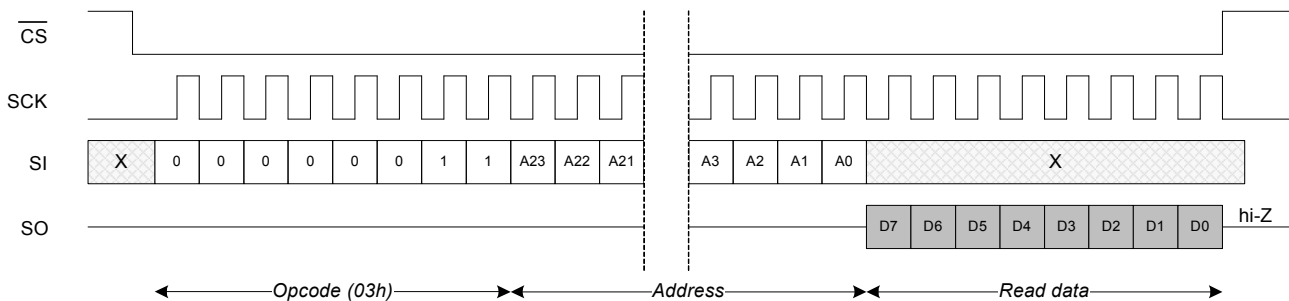 CS
SCK
SI X 0 0 0 0 0 0 1 1 A23 A22 A21 A3 A2 A1 A0 X
SO D7 D6 D5 D4 D3 D2 D1 D0 hi-Z
Opcode (03h) Address Read data